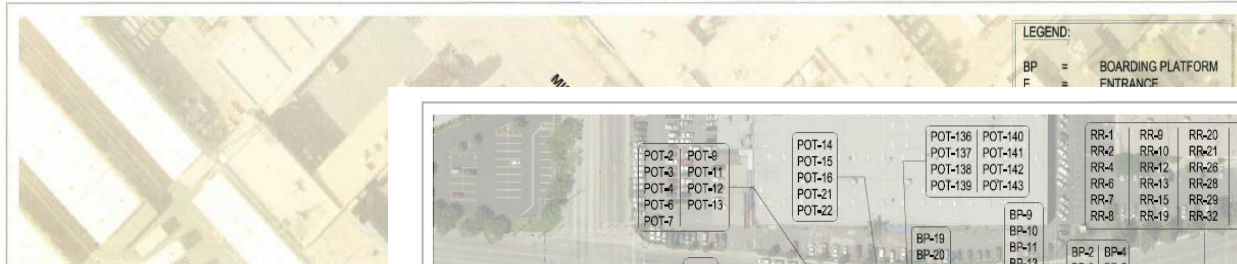 LEGEND:
BP = BOARDING PLATFORM
E = ENTRANCE
POT-2 POT-9
POT-3 POT-11
POT-4 POT-12
POT-6 POT-13
POT-7
POT-14
POT-15
POT-16
POT-21
POT-22
POT-136 POT-140
POT-137 POT-141
POT-138 POT-142
POT-139 POT-143
RR-1 RR-9 RR-20
RR-2 RR-10 RR-21
RR-4 RR-12 RR-26
RR-6 RR-13 RR-28
RR-7 RR-15 RR-29
RR-8 RR-19 RR-32
BP-9
BP-10
BP-11
BP-12
BP-19
BP-20
BP-2 BP-4